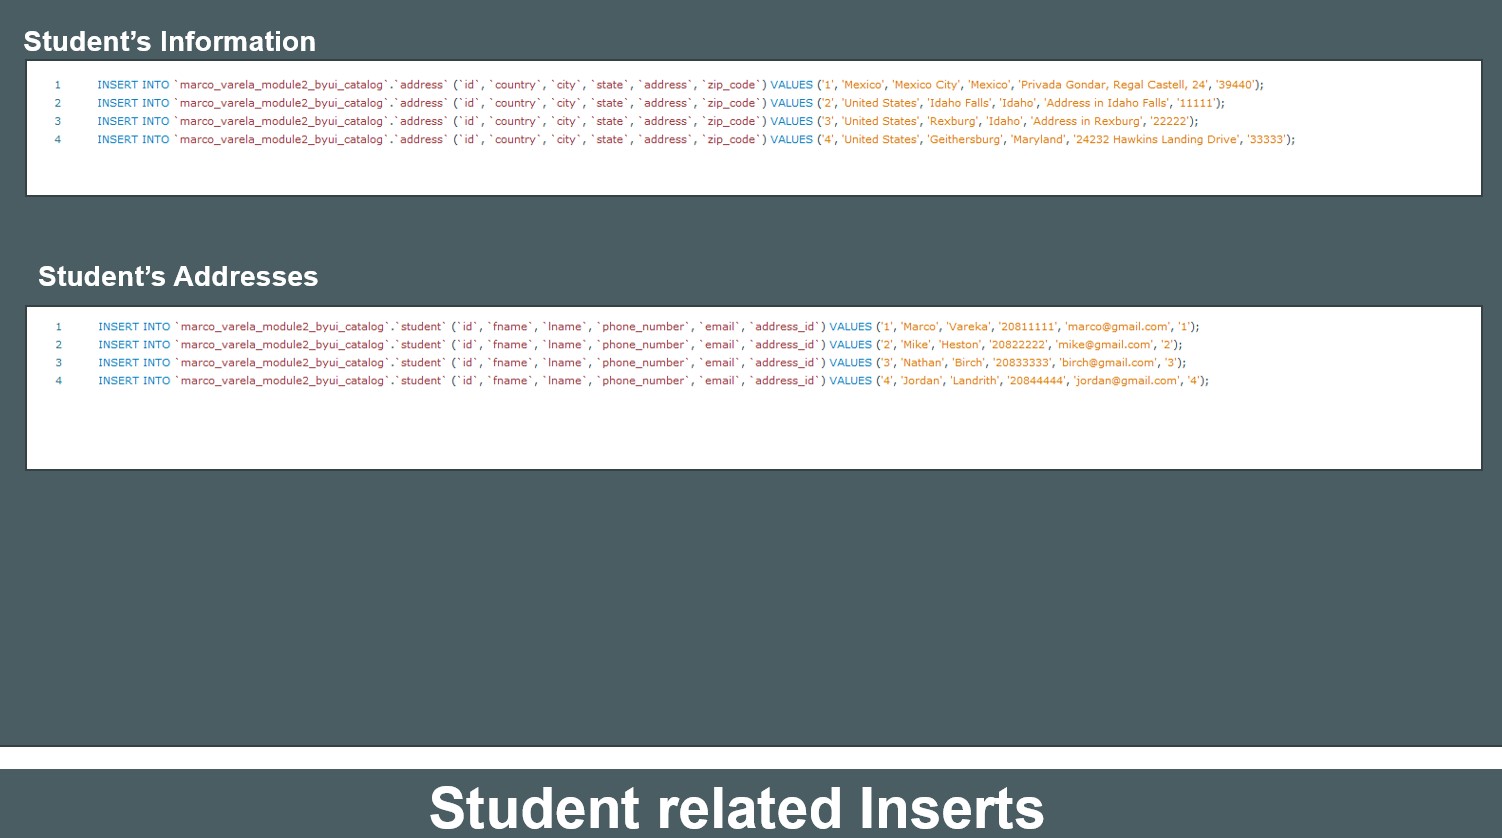 Student’s Information
1 INSERT INTO `marco_varela_module2_byui_catalog`.`address` (`id`, `country`, `city`, `state`, `address`, `zip_code`) VALUES ('1', 'Mexico', 'Mexico City', 'Mexico', 'Privada Gondar, Regal Castell, 24', '39440');
2 INSERT INTO `marco_varela_module2_byui_catalog`.`address` (`id`, `country`, `city`, `state`, `address`, `zip_code`) VALUES ('2', 'United States', 'Idaho Falls', 'Idaho', 'Address in Idaho Falls', '11111');
3 INSERT INTO `marco_varela_module2_byui_catalog`.`address` (`id`, `country`, `city`, `state`, `address`, `zip_code`) VALUES ('3', 'United States', 'Rexburg', 'Idaho', 'Address in Rexburg', '22222');
4 INSERT INTO `marco_varela_module2_byui_catalog`.`address` (`id`, `country`, `city`, `state`, `address`, `zip_code`) VALUES ('4', 'United States', 'Geithersburg', 'Maryland', '24232 Hawkins Landing Drive', '33333');
Student’s Addresses
1 INSERT INTO `marco_varela_module2_byui_catalog`.`student` (`id`, `fname`, `lname`, `phone_number`, `email`, `address_id`) VALUES ('1', 'Marco', 'Vareka', '20811111', 'marco@gmail.com', '1');
2 INSERT INTO `marco_varela_module2_byui_catalog`.`student` (`id`, `fname`, `lname`, `phone_number`, `email`, `address_id`) VALUES ('2', 'Mike', 'Heston', '20822222', 'mike@gmail.com', '2');
3 INSERT INTO `marco_varela_module2_byui_catalog`.`student` (`id`, `fname`, `lname`, `phone_number`, `email`, `address_id`) VALUES ('3', 'Nathan', 'Birch', '20833333', 'birch@gmail.com', '3');
4 INSERT INTO `marco_varela_module2_byui_catalog`.`student` (`id`, `fname`, `lname`, `phone_number`, `email`, `address_id`) VALUES ('4', 'Jordan', 'Landrith', '20844444', 'jordan@gmail.com', '4');
Student related Inserts